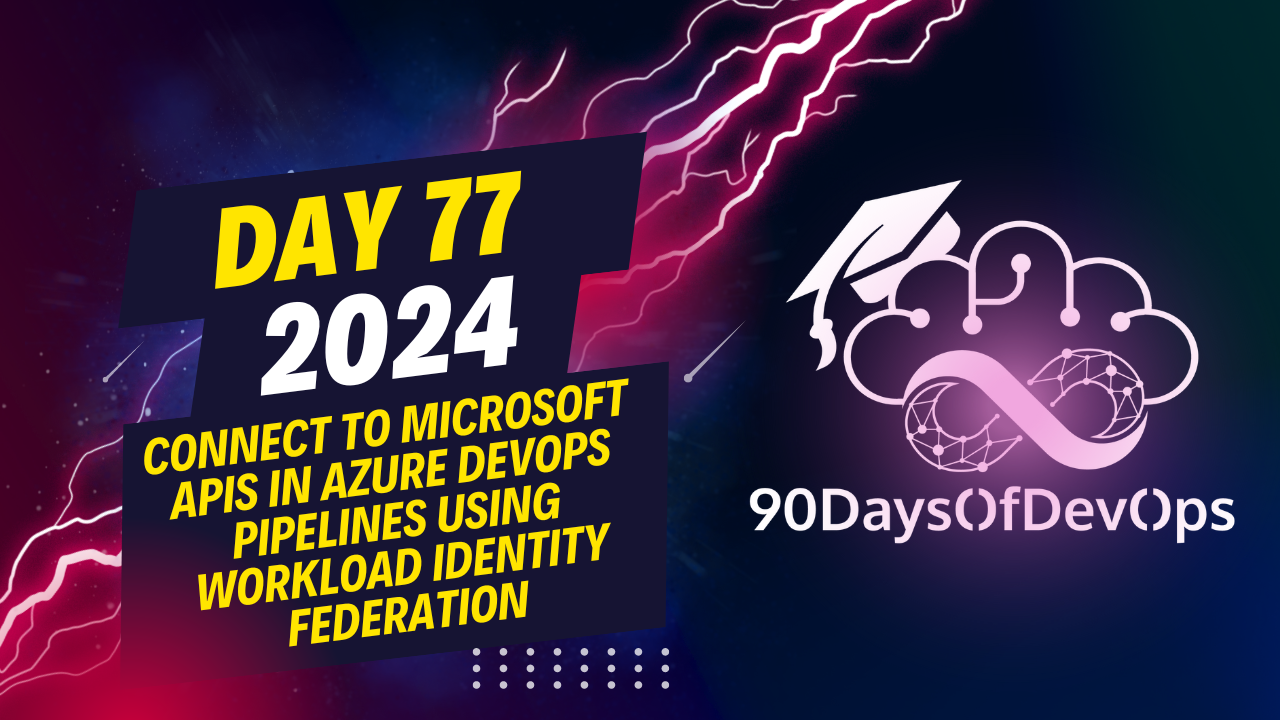 DAY 77
2024
CONNECT TO MICROSOFT
APIS IN AZURE DEVOPS
PIPELINES USING
WORKLOAD IDENTITY
FEDERATION
90DaysOfDevOps